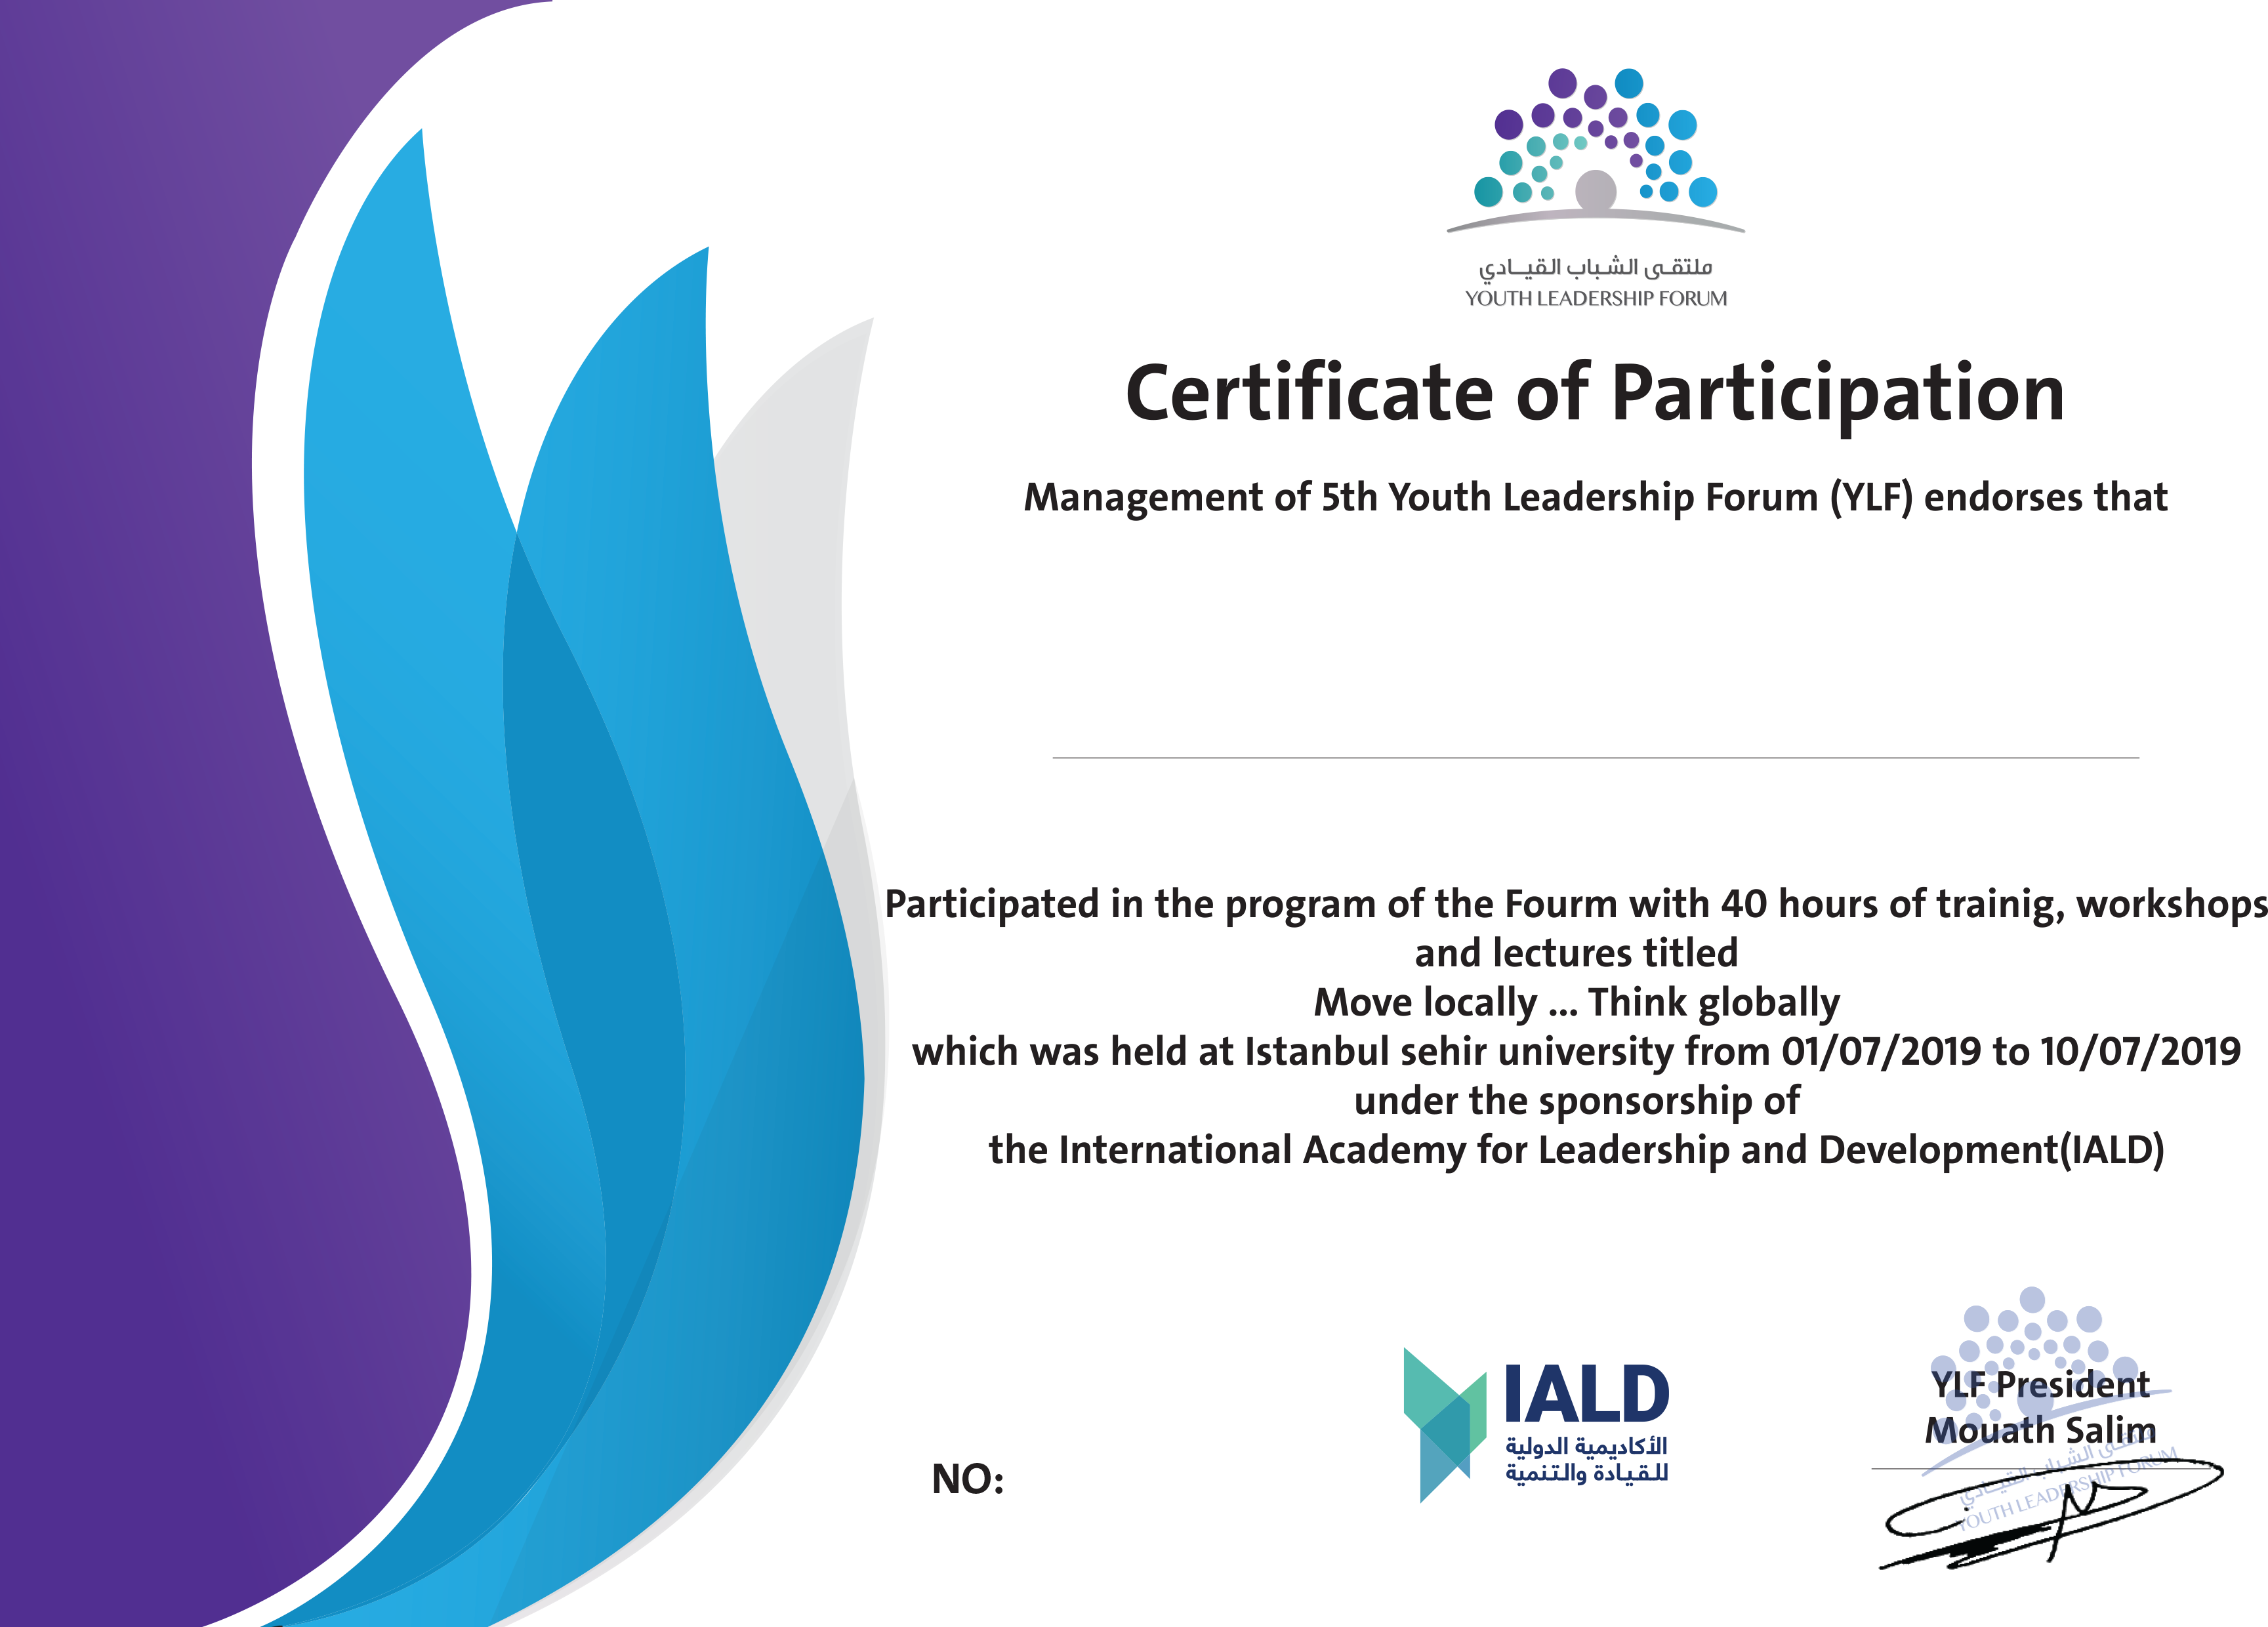 ملتقى الشباب القيادي
YOUTH LEADERSHIP FORUM
Certificate of Participation
Management of 5th Youth Leadership Forum (YLF) endorses that
Participated in the program of the Fourm with 40 hours of trainig, workshops
and lectures titled
Move locally ... Think globally
which was held at Istanbul sehir university from 01/07/2019 to 10/07/2019
under the sponsorship of
the International Academy for Leadership and Development(IALD)
NO:
IALD
الأكاديمية الدولية
للقيادة والتنمية
YLF President
Mouath Salim
ملتقى الشباب القيادي
YOUTH LEADERSHIP FORUM